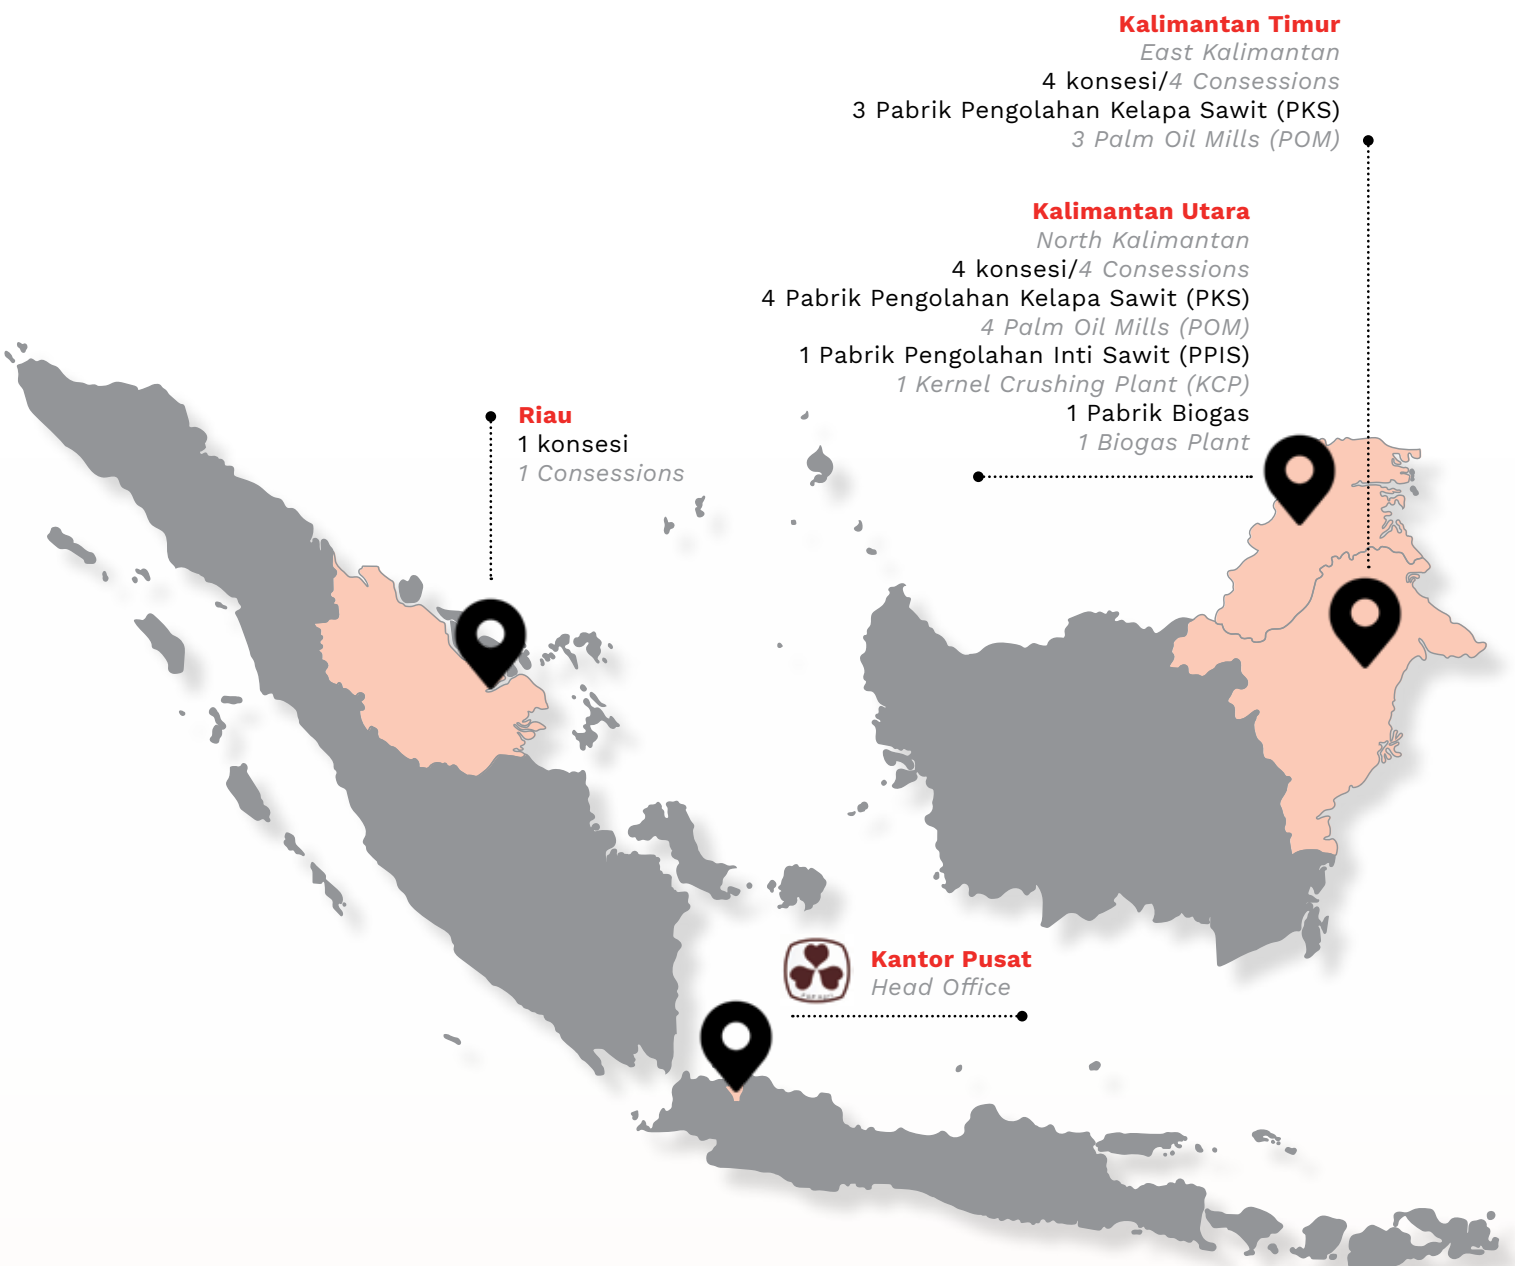 Kalimantan Timur
East Kalimantan
4 konsesi/4 Consessions
3 Pabrik Pengolahan Kelapa Sawit (PKS)
3 Palm Oil Mills (POM)
Kalimantan Utara
North Kalimantan
4 konsesi/4 Consessions
4 Pabrik Pengolahan Kelapa Sawit (PKS)
4 Palm Oil Mills (POM)
1 Pabrik Pengolahan Inti Sawit (PPIS)
1 Kernel Crushing Plant (KCP)
1 Pabrik Biogas
1 Biogas Plant
Riau
1 konsesi
1 Consessions
Kantor Pusat
Head Office